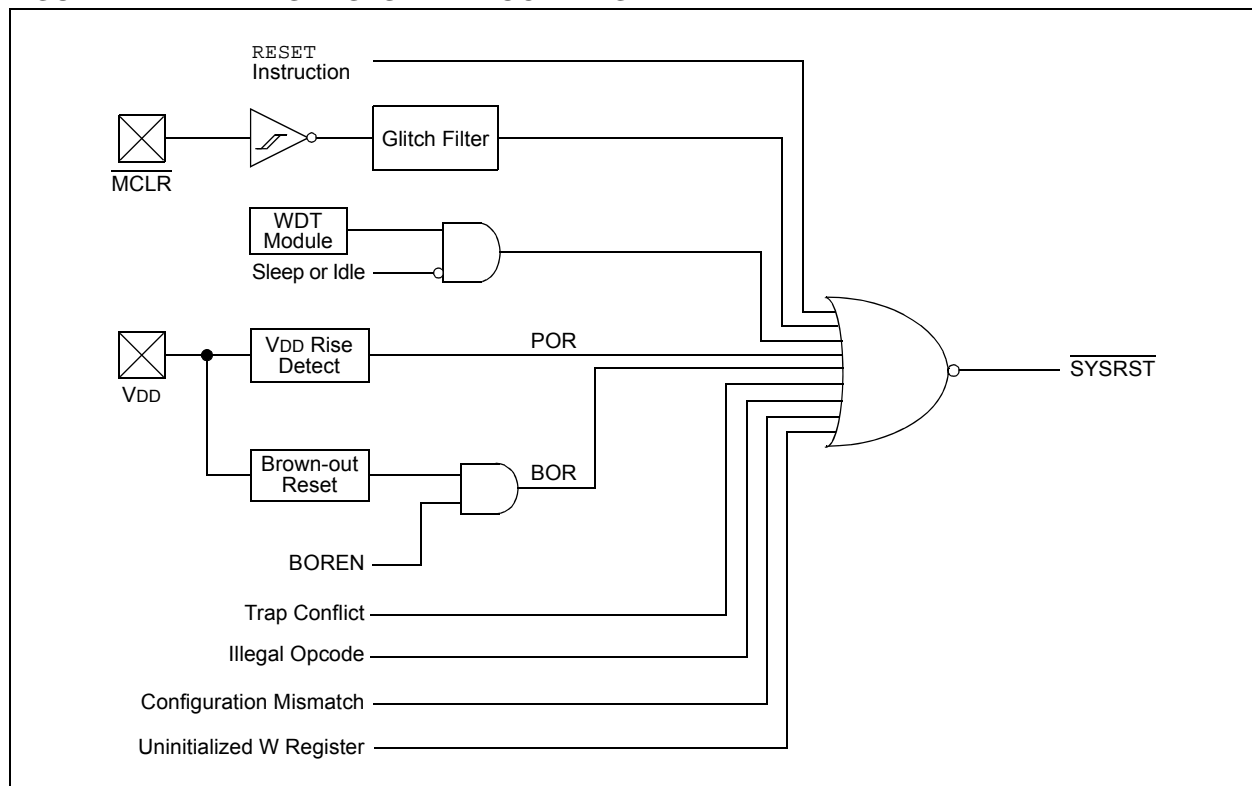 RESET
Instruction
Glitch Filter
MCLR
WDT
Module
Sleep or Idle
VDD Rise
Detect
POR
VDD
SYSRST
Brown-out
Reset
BOR
BOREN
Trap Conflict
Illegal Opcode
Configuration Mismatch
Uninitialized W Register